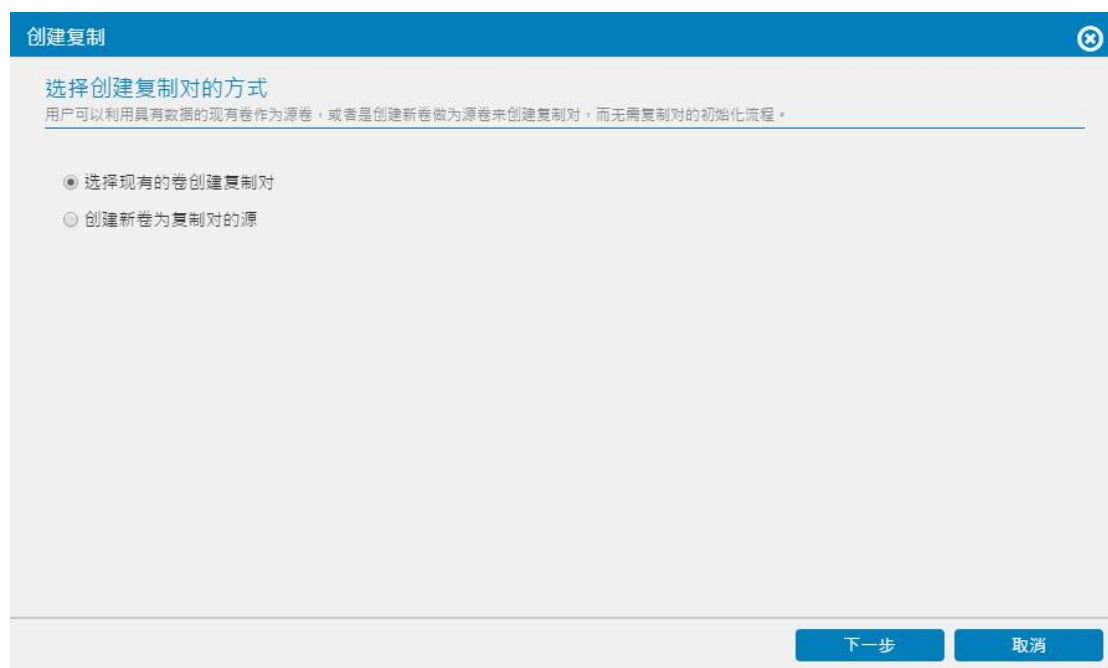 创建复制
选择创建复制对的方式
用户可以利用具有数据的现有卷作为源卷，或者是创建新卷做为源卷来创建复制对，而无需复制对的初始化流程。
选择现有的卷创建复制对
创建新卷为复制对的源
下一步
取消